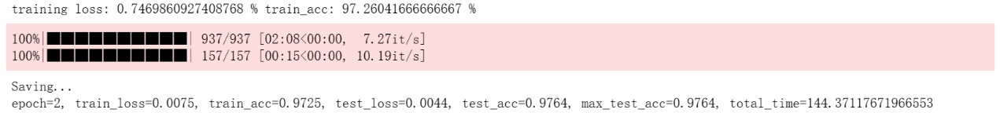 training loss: 0.7469860927408768 % train_acc: 97.26041666666667 %
100%|██████████| 937/937 [02:08<00:00,  7.27it/s]
100%|██████████| 157/157 [00:15<00:00, 10.19it/s]
Saving...
epoch=2, train_loss=0.0075, train_acc=0.9725, test_loss=0.0044, test_acc=0.9764, max_test_acc=0.9764, total_time=144.37117671966553